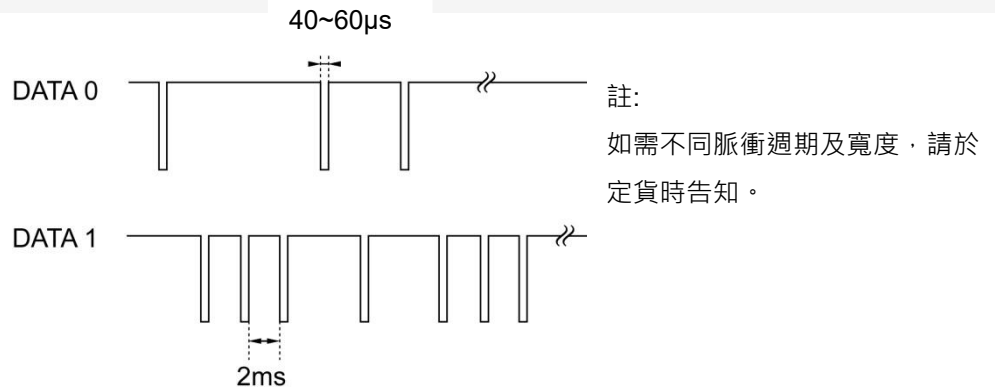 40~60µs
DATA 0
註:
如需不同脈衝週期及寬度，請於
定貨時告知。
DATA 1
2ms